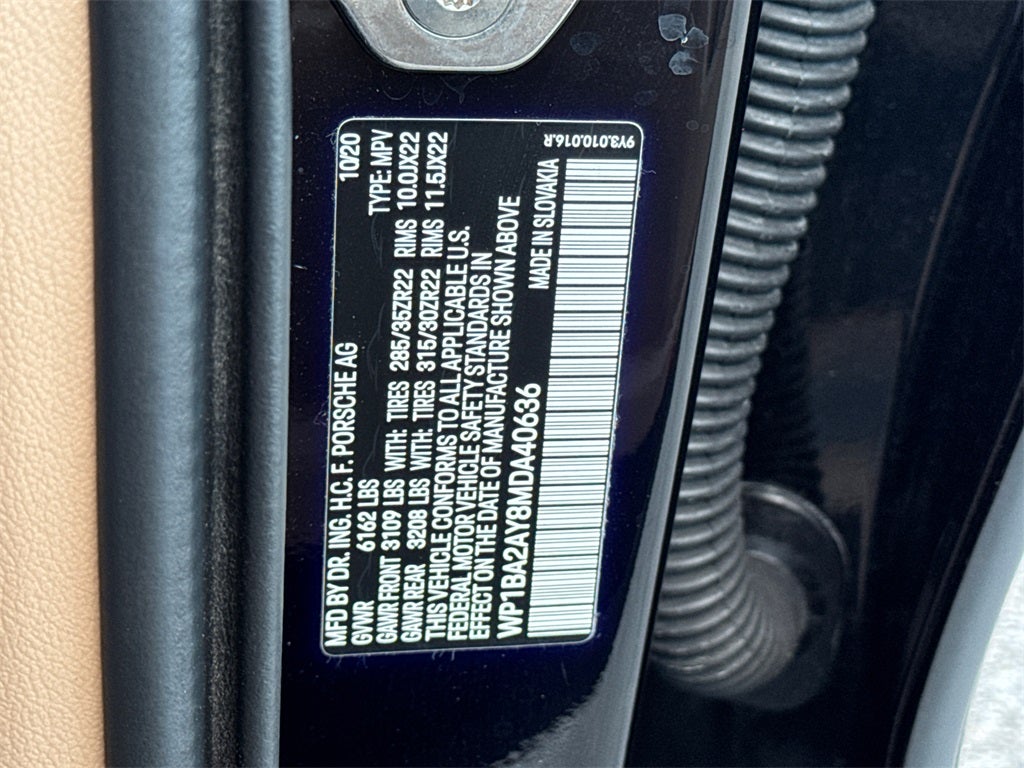 MFD BY DR. ING. H.C. F. PORSCHE AG 10/20
GVWR 6162 LBS TYPE: MPV
GAWR FRONT 3109 LBS WITH: TIRES 285/35ZR22 RIMS 10.0JX22
GAWR REAR 3208 LBS WITH: TIRES 315/30ZR22 RIMS 11.5JX22
THIS VEHICLE CONFORMS TO ALL APPLICABLE U.S.
FEDERAL MOTOR VEHICLE SAFETY STANDARDS IN
EFFECT ON THE DATE OF MANUFACTURE SHOWN ABOVE
WP1BA2AY8MDA40636 MADE IN SLOVAKIA
9Y3.010.016.R